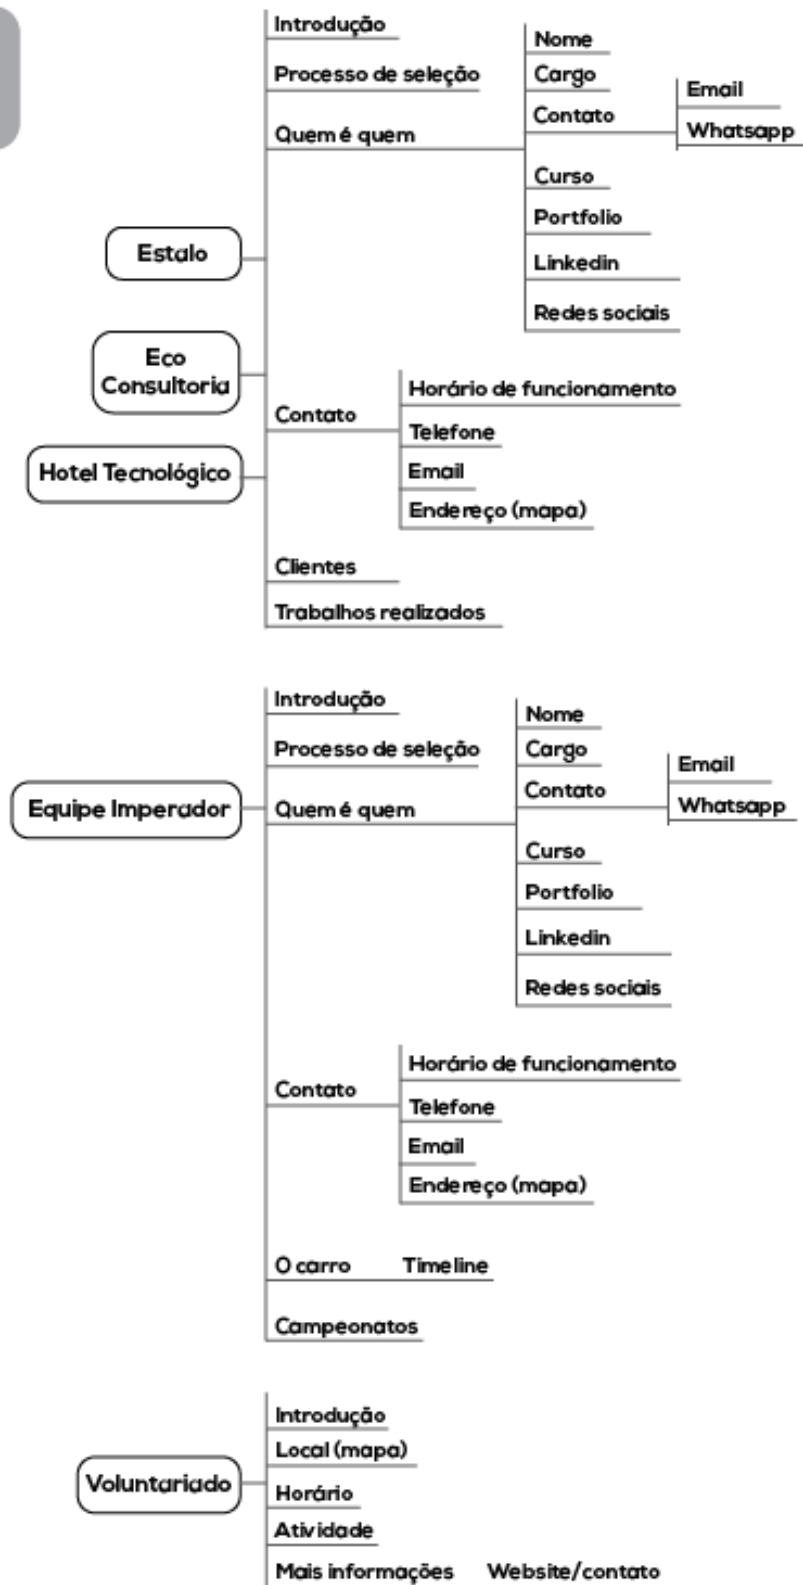 Introdução
Processo de seleção
Quem é quem
Nome
Cargo
Contato
Email
Whatsapp
Curso
Portfolio
Linkedin
Redes sociais
Estalo
Eco
Consultoria
Hotel Tecnológico
Contato
Horário de funcionamento
Telefone
Email
Endereço (mapa)
Clientes
Trabalhos realizados
Equipe Imperador
Introdução
Processo de seleção
Quem é quem
Nome
Cargo
Contato
Email
Whatsapp
Curso
Portfolio
Linkedin
Redes sociais
Contato
Horário de funcionamento
Telefone
Email
Endereço (mapa)
O carro Timeline
Campeonatos
Voluntariado
Introdução
Local (mapa)
Horário
Atividade
Mais informações Website/contato